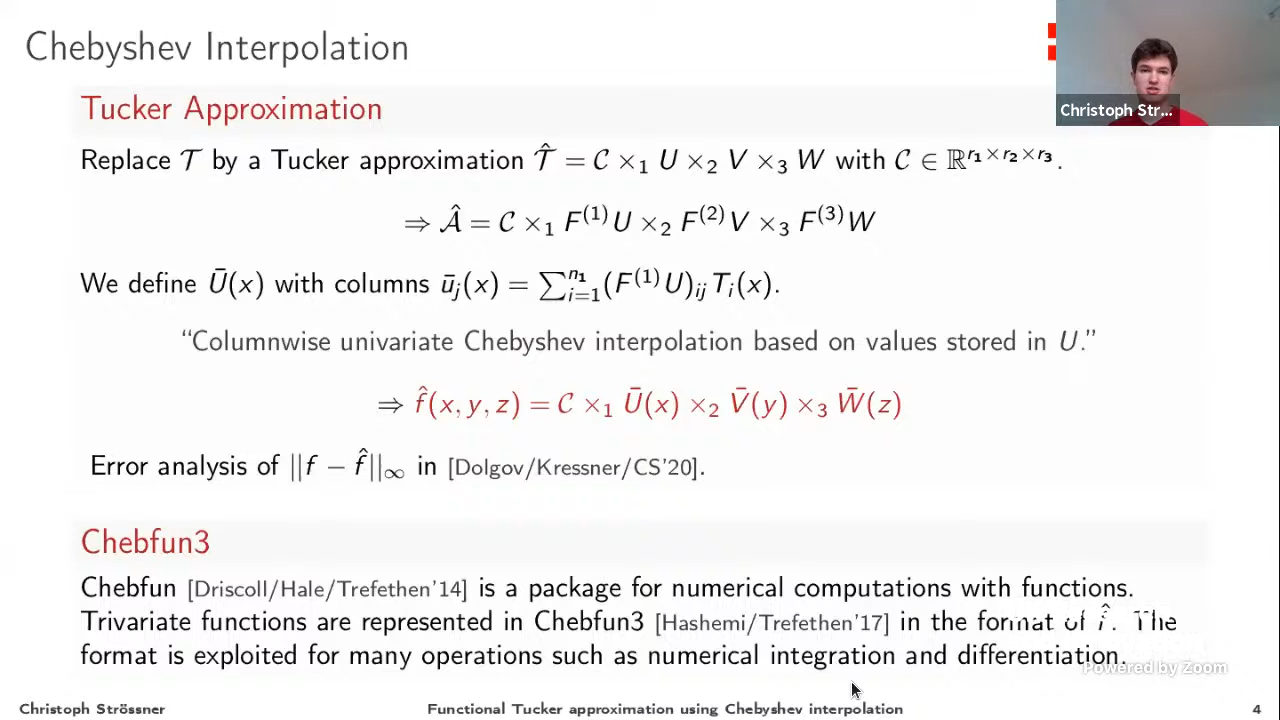 Chebyshev Interpolation
Christoph Str...
Tucker Approximation
Replace 𝒯 by a Tucker approximation 𝒯̂ = 𝒞 ×₁ U ×₂ V ×₃ W with 𝒞 ∈ ℝ^{r₁×r₂×r₃}.
⇒ 𝒜̂ = 𝒞 ×₁ F⁽¹⁾U ×₂ F⁽²⁾V ×₃ F⁽³⁾W
We define Ū(x) with columns ū_j(x) = ∑_{i=1}^{n₁} (F⁽¹⁾U)_{ij} T_i(x).
“Columnwise univariate Chebyshev interpolation based on values stored in U.”
⇒ f̂(x, y, z) = 𝒞 ×₁ Ū(x) ×₂ V̄(y) ×₃ W̄(z)
Error analysis of ||f − f̂||_∞ in [Dolgov/Kressner/CS'20].
Chebfun3
Chebfun [Driscoll/Hale/Trefethen'14] is a package for numerical computations with functions.
Trivariate functions are represented in Chebfun3 [Hashemi/Trefethen'17] in the format of f̂. The
format is exploited for many operations such as numerical integration and differentiation.
Powered by Zoom
Christoph Strössner Functional Tucker approximation using Chebyshev interpolation 4